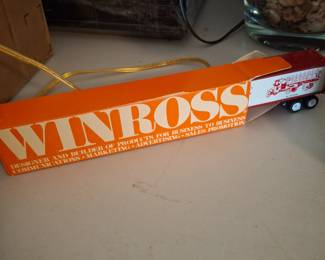 WINROSS
DESIGNER AND BUILDER OF PRODUCTS FOR BUSINESS TO BUSINESS
COMMUNICATIONS • MARKETING • ADVERTISING • SALES PROMOTION